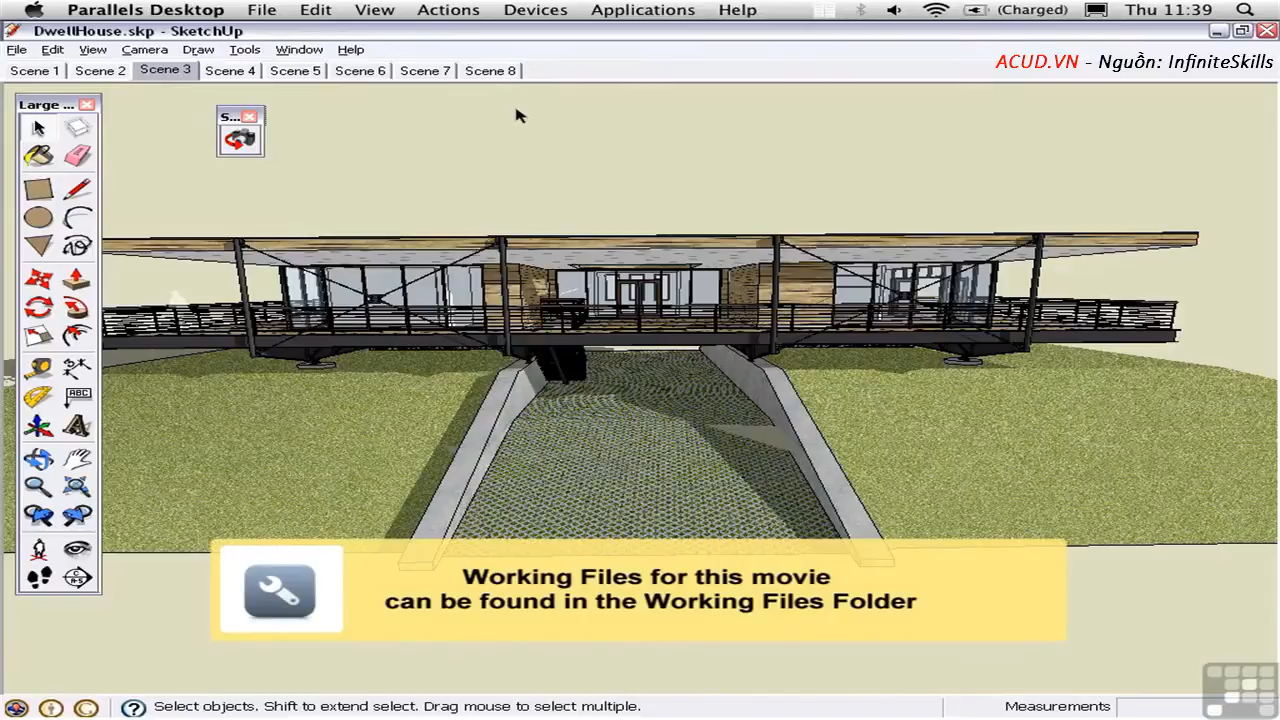 Parallels Desktop File Edit View Actions Devices Applications Help (Charged) Thu 11:39
DwellHouse.skp - SketchUp
File Edit View Camera Draw Tools Window Help
ACUD.VN - Nguồn: InfiniteSkills
Scene 1 Scene 2 Scene 3 Scene 4 Scene 5 Scene 6 Scene 7 Scene 8
Large ...
S...
ABC
Working Files for this movie
can be found in the Working Files Folder
Select objects. Shift to extend select. Drag mouse to select multiple.
Measurements